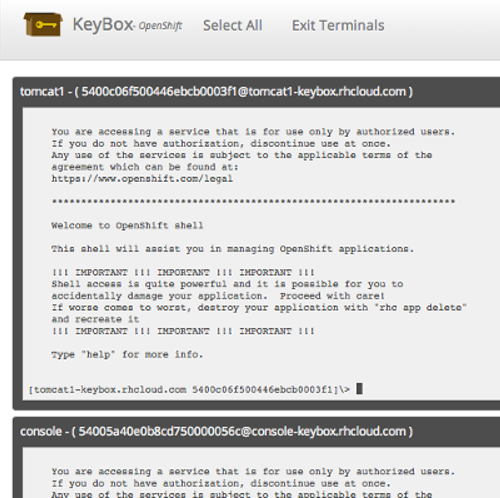 KeyBox- OpenShift Select All Exit Terminals
tomcat1 - ( 5400c06f500446ebcb0003f1@tomcat1-keybox.rhcloud.com )
You are accessing a service that is for use only by authorized users.
If you do not have authorization, discontinue use at once.
Any use of the services is subject to the applicable terms of the
agreement which can be found at:
https://www.openshift.com/legal
*********************************************************************
Welcome to OpenShift shell
This shell will assist you in managing OpenShift applications.
!!! IMPORTANT !!! IMPORTANT !!! IMPORTANT !!!
Shell access is quite powerful and it is possible for you to
accidentally damage your application.  Proceed with care!
If worse comes to worst, destroy your application with "rhc app delete"
and recreate it
!!! IMPORTANT !!! IMPORTANT !!! IMPORTANT !!!
Type "help" for more info.
[tomcat1-keybox.rhcloud.com 5400c06f500446ebcb0003f1]\>
console - ( 54005a40e0b8cd750000056c@console-keybox.rhcloud.com )
You are accessing a service that is for use only by authorized users.
If you do not have authorization, discontinue use at once.
Any use of the services is subject to the applicable terms of the